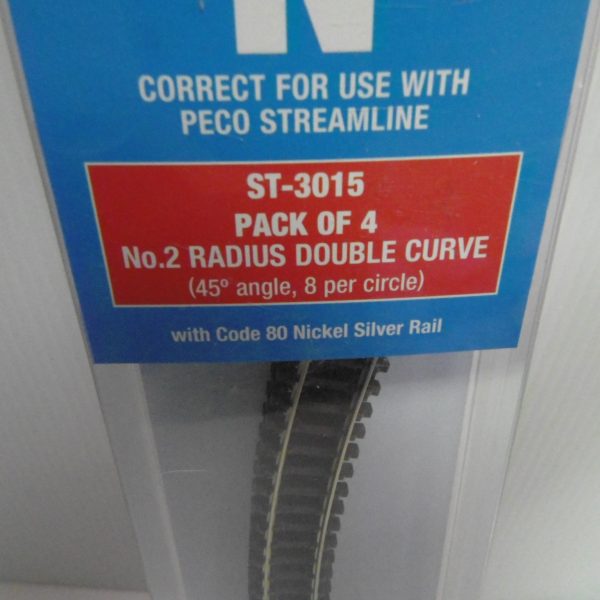 N
CORRECT FOR USE WITH
PECO STREAMLINE
ST-3015
PACK OF 4
No.2 RADIUS DOUBLE CURVE
(45º angle, 8 per circle)
with Code 80 Nickel Silver Rail